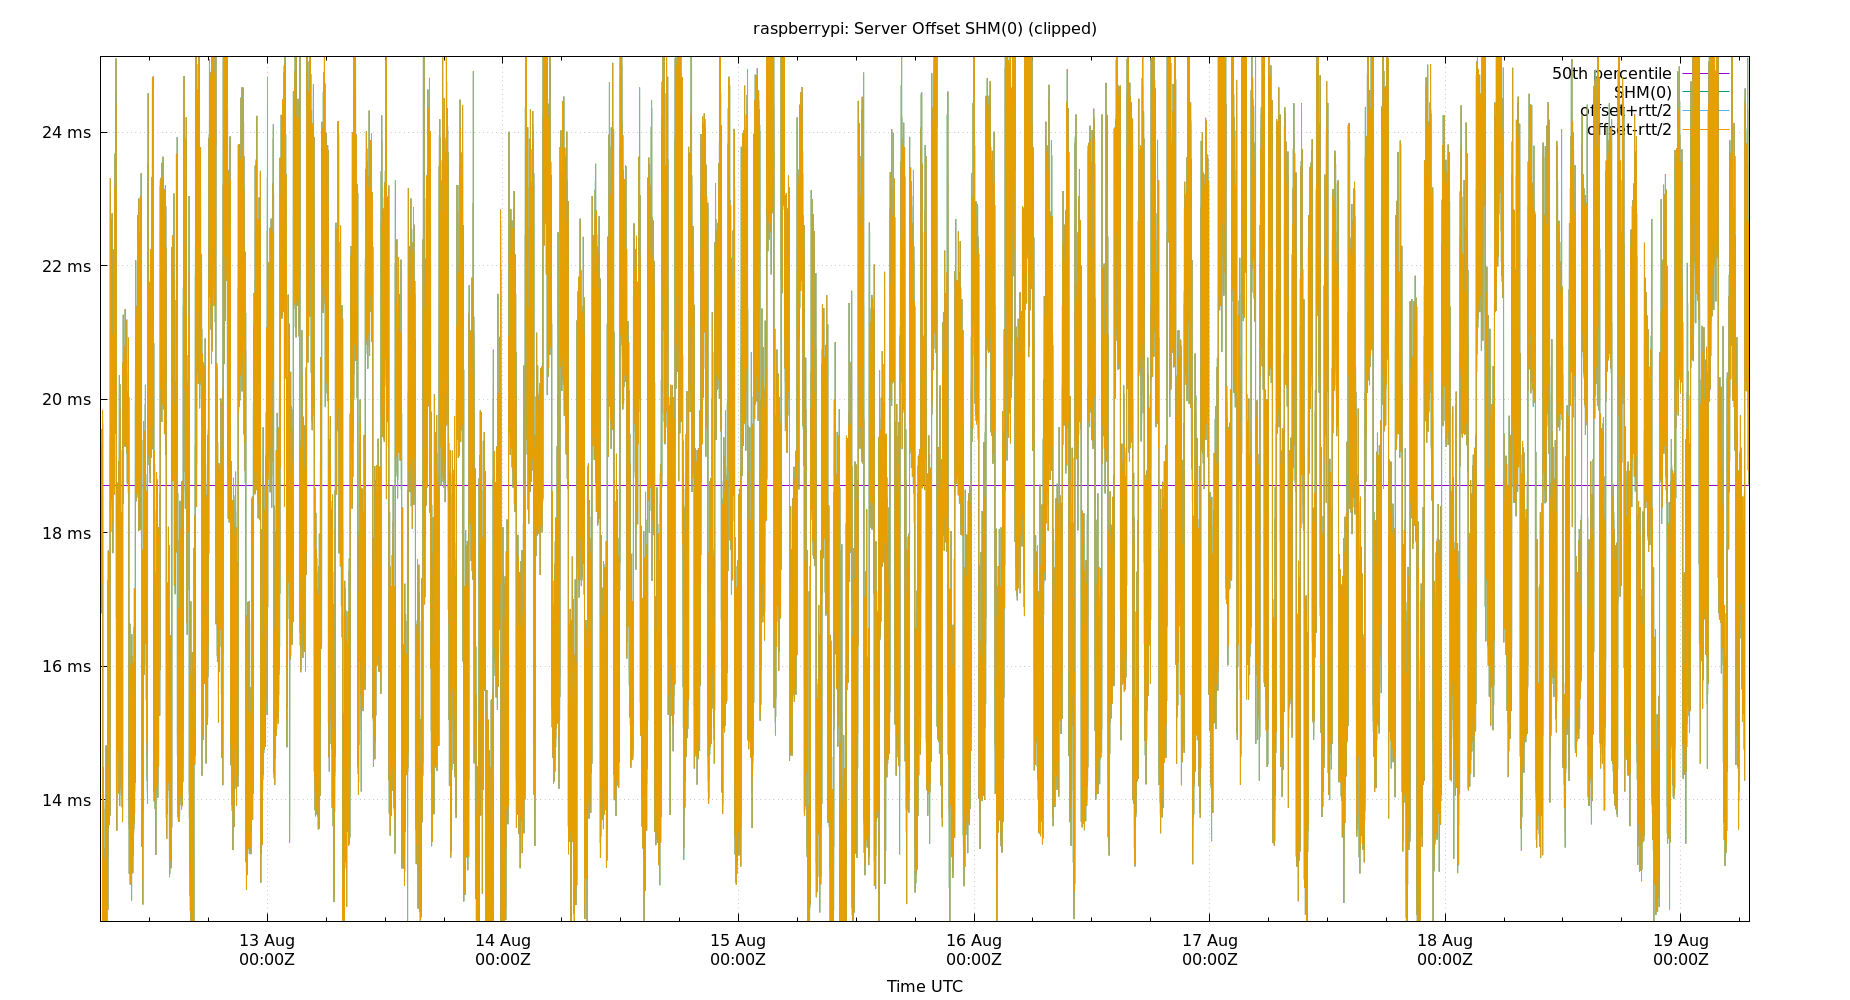 raspberrypi: Server Offset SHM(0) (clipped)
50th percentile
SHM(0)
offset+rtt/2
offset-rtt/2
24 ms
22 ms
20 ms
18 ms
16 ms
14 ms
13 Aug 14 Aug 15 Aug 16 Aug 17 Aug 18 Aug 19 Aug
00:00Z 00:00Z 00:00Z 00:00Z 00:00Z 00:00Z 00:00Z
Time UTC